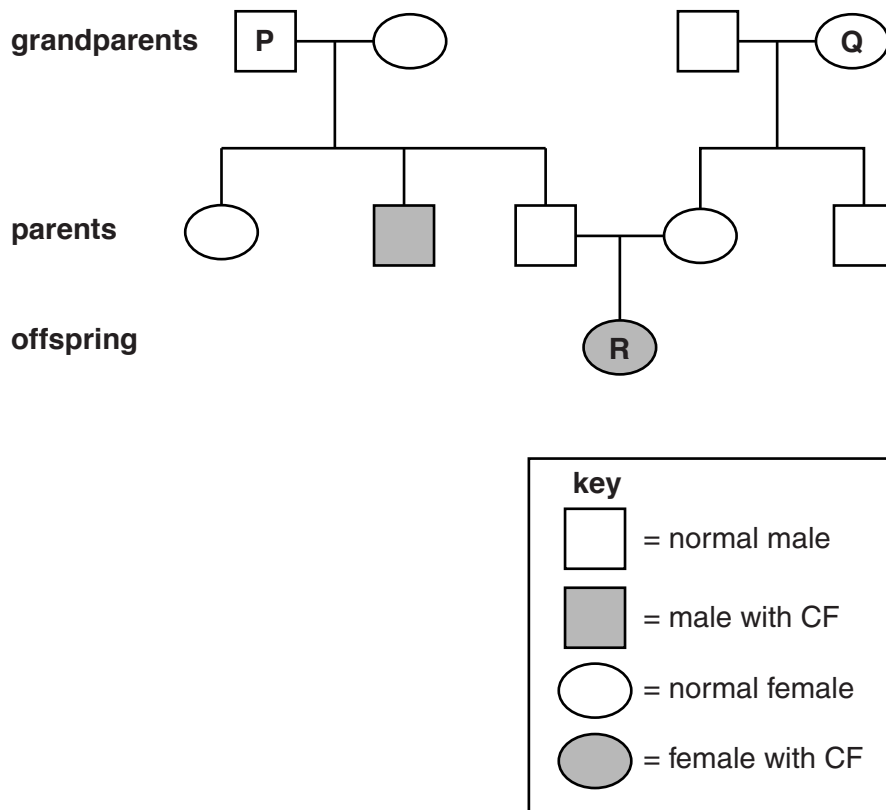 grandparents P Q
parents
offspring R
key
= normal male
= male with CF
= normal female
= female with CF